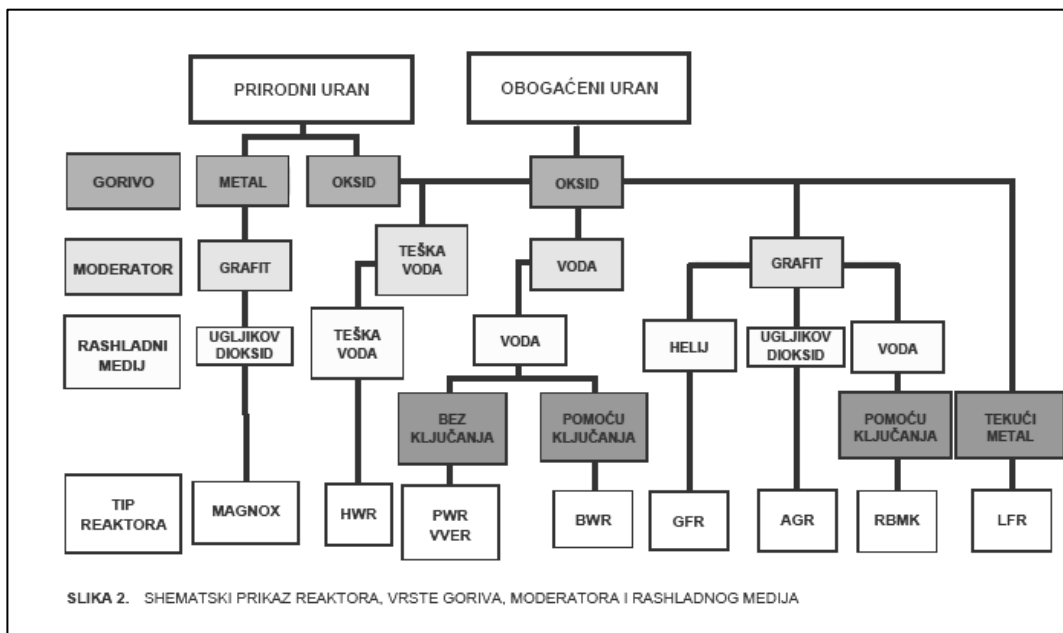 PRIRODNI URAN
OBOGAĆENI URAN
GORIVO
METAL
OKSID
OKSID
MODERATOR
GRAFIT
TEŠKA
VODA
VODA
GRAFIT
RASHLADNI
MEDIJ
UGLJIKOV
DIOKSID
TEŠKA
VODA
VODA
HELIJ
UGLJIKOV
DIOKSID
VODA
BEZ
KLJUČANJA
POMOĆU
KLJUČANJA
POMOĆU
KLJUČANJA
TEKUĆI
METAL
TIP
REAKTORA
MAGNOX
HWR
PWR
VVER
BWR
GFR
AGR
RBMK
LFR
SLIKA 2. SHEMATSKI PRIKAZ REAKTORA, VRSTE GORIVA, MODERATORA I RASHLADNOG MEDIJA